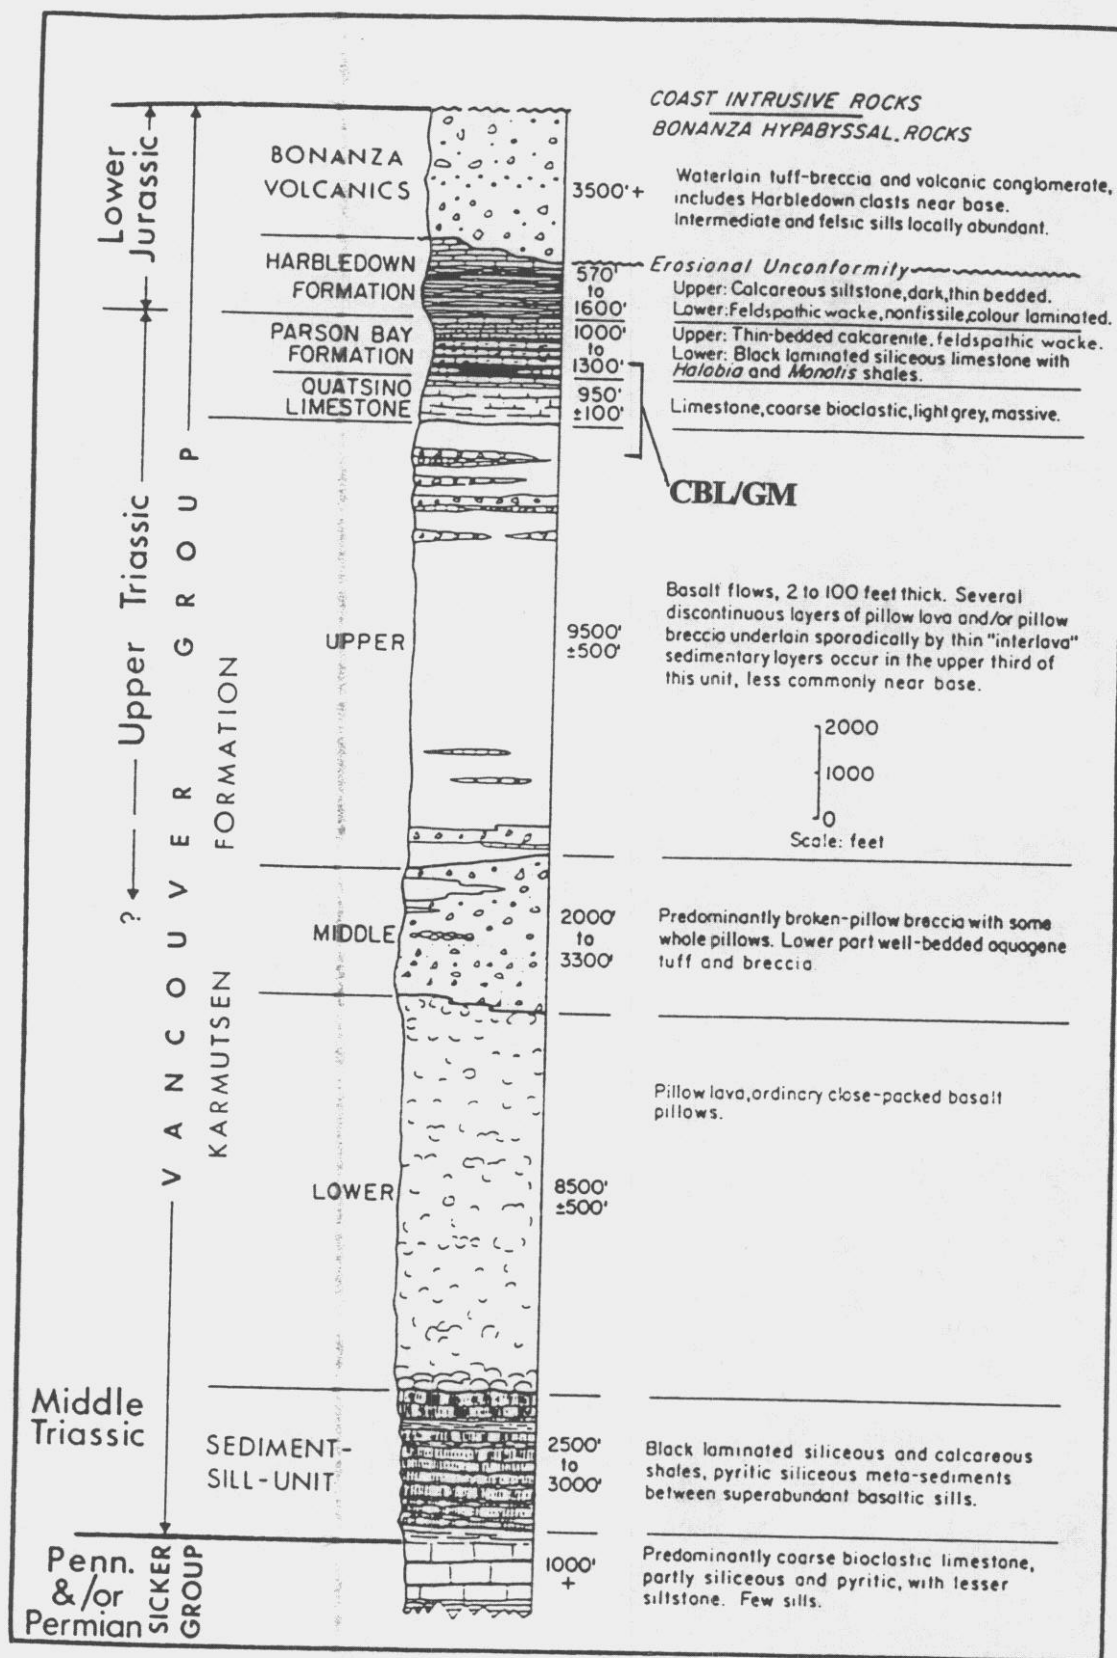 COAST INTRUSIVE ROCKS
BONANZA HYPABYSSAL ROCKS
Lower
Jurassic
BONANZA
VOLCANICS
3500'+
Waterlain tuff-breccia and volcanic conglomerate,
includes Harbledown clasts near base.
Intermediate and felsic sills locally abundant.
Erosional Unconformity
HARBLEDOWN
FORMATION
570'
to
1600'
Upper: Calcareous siltstone, dark, thin bedded.
Lower: Feldspathic wacke, nonfissile, colour laminated.
PARSON BAY
FORMATION
1000'
to
1300'
Upper: Thin-bedded calcarenite, feldspathic wacke.
Lower: Black laminated siliceous limestone with
Halobia and Monotis shales.
QUATSINO
LIMESTONE
950'
±100'
Limestone, coarse bioclastic, light grey, massive.
CBL/GM
Upper Triassic
?
VANCOUVER GROUP
KARMUTSEN FORMATION
UPPER
9500'
±500'
Basalt flows, 2 to 100 feet thick. Several
discontinuous layers of pillow lava and/or pillow
breccia underlain sporadically by thin "interlava"
sedimentary layers occur in the upper third of
this unit, less commonly near base.
2000
1000
0
Scale: feet
MIDDLE
2000'
to
3300'
Predominantly broken-pillow breccia with some
whole pillows. Lower part well-bedded aquagene
tuff and breccia
LOWER
8500'
±500'
Pillow lava, ordinary close-packed basalt
pillows.
Middle
Triassic
SEDIMENT-
SILL-UNIT
2500'
to
3000'
Black laminated siliceous and calcareous
shales, pyritic siliceous meta-sediments
between superabundant basaltic sills.
Penn.
&/or
Permian
SICKER
GROUP
1000'
+
Predominantly coarse bioclastic limestone,
partly siliceous and pyritic, with lesser
siltstone. Few sills.